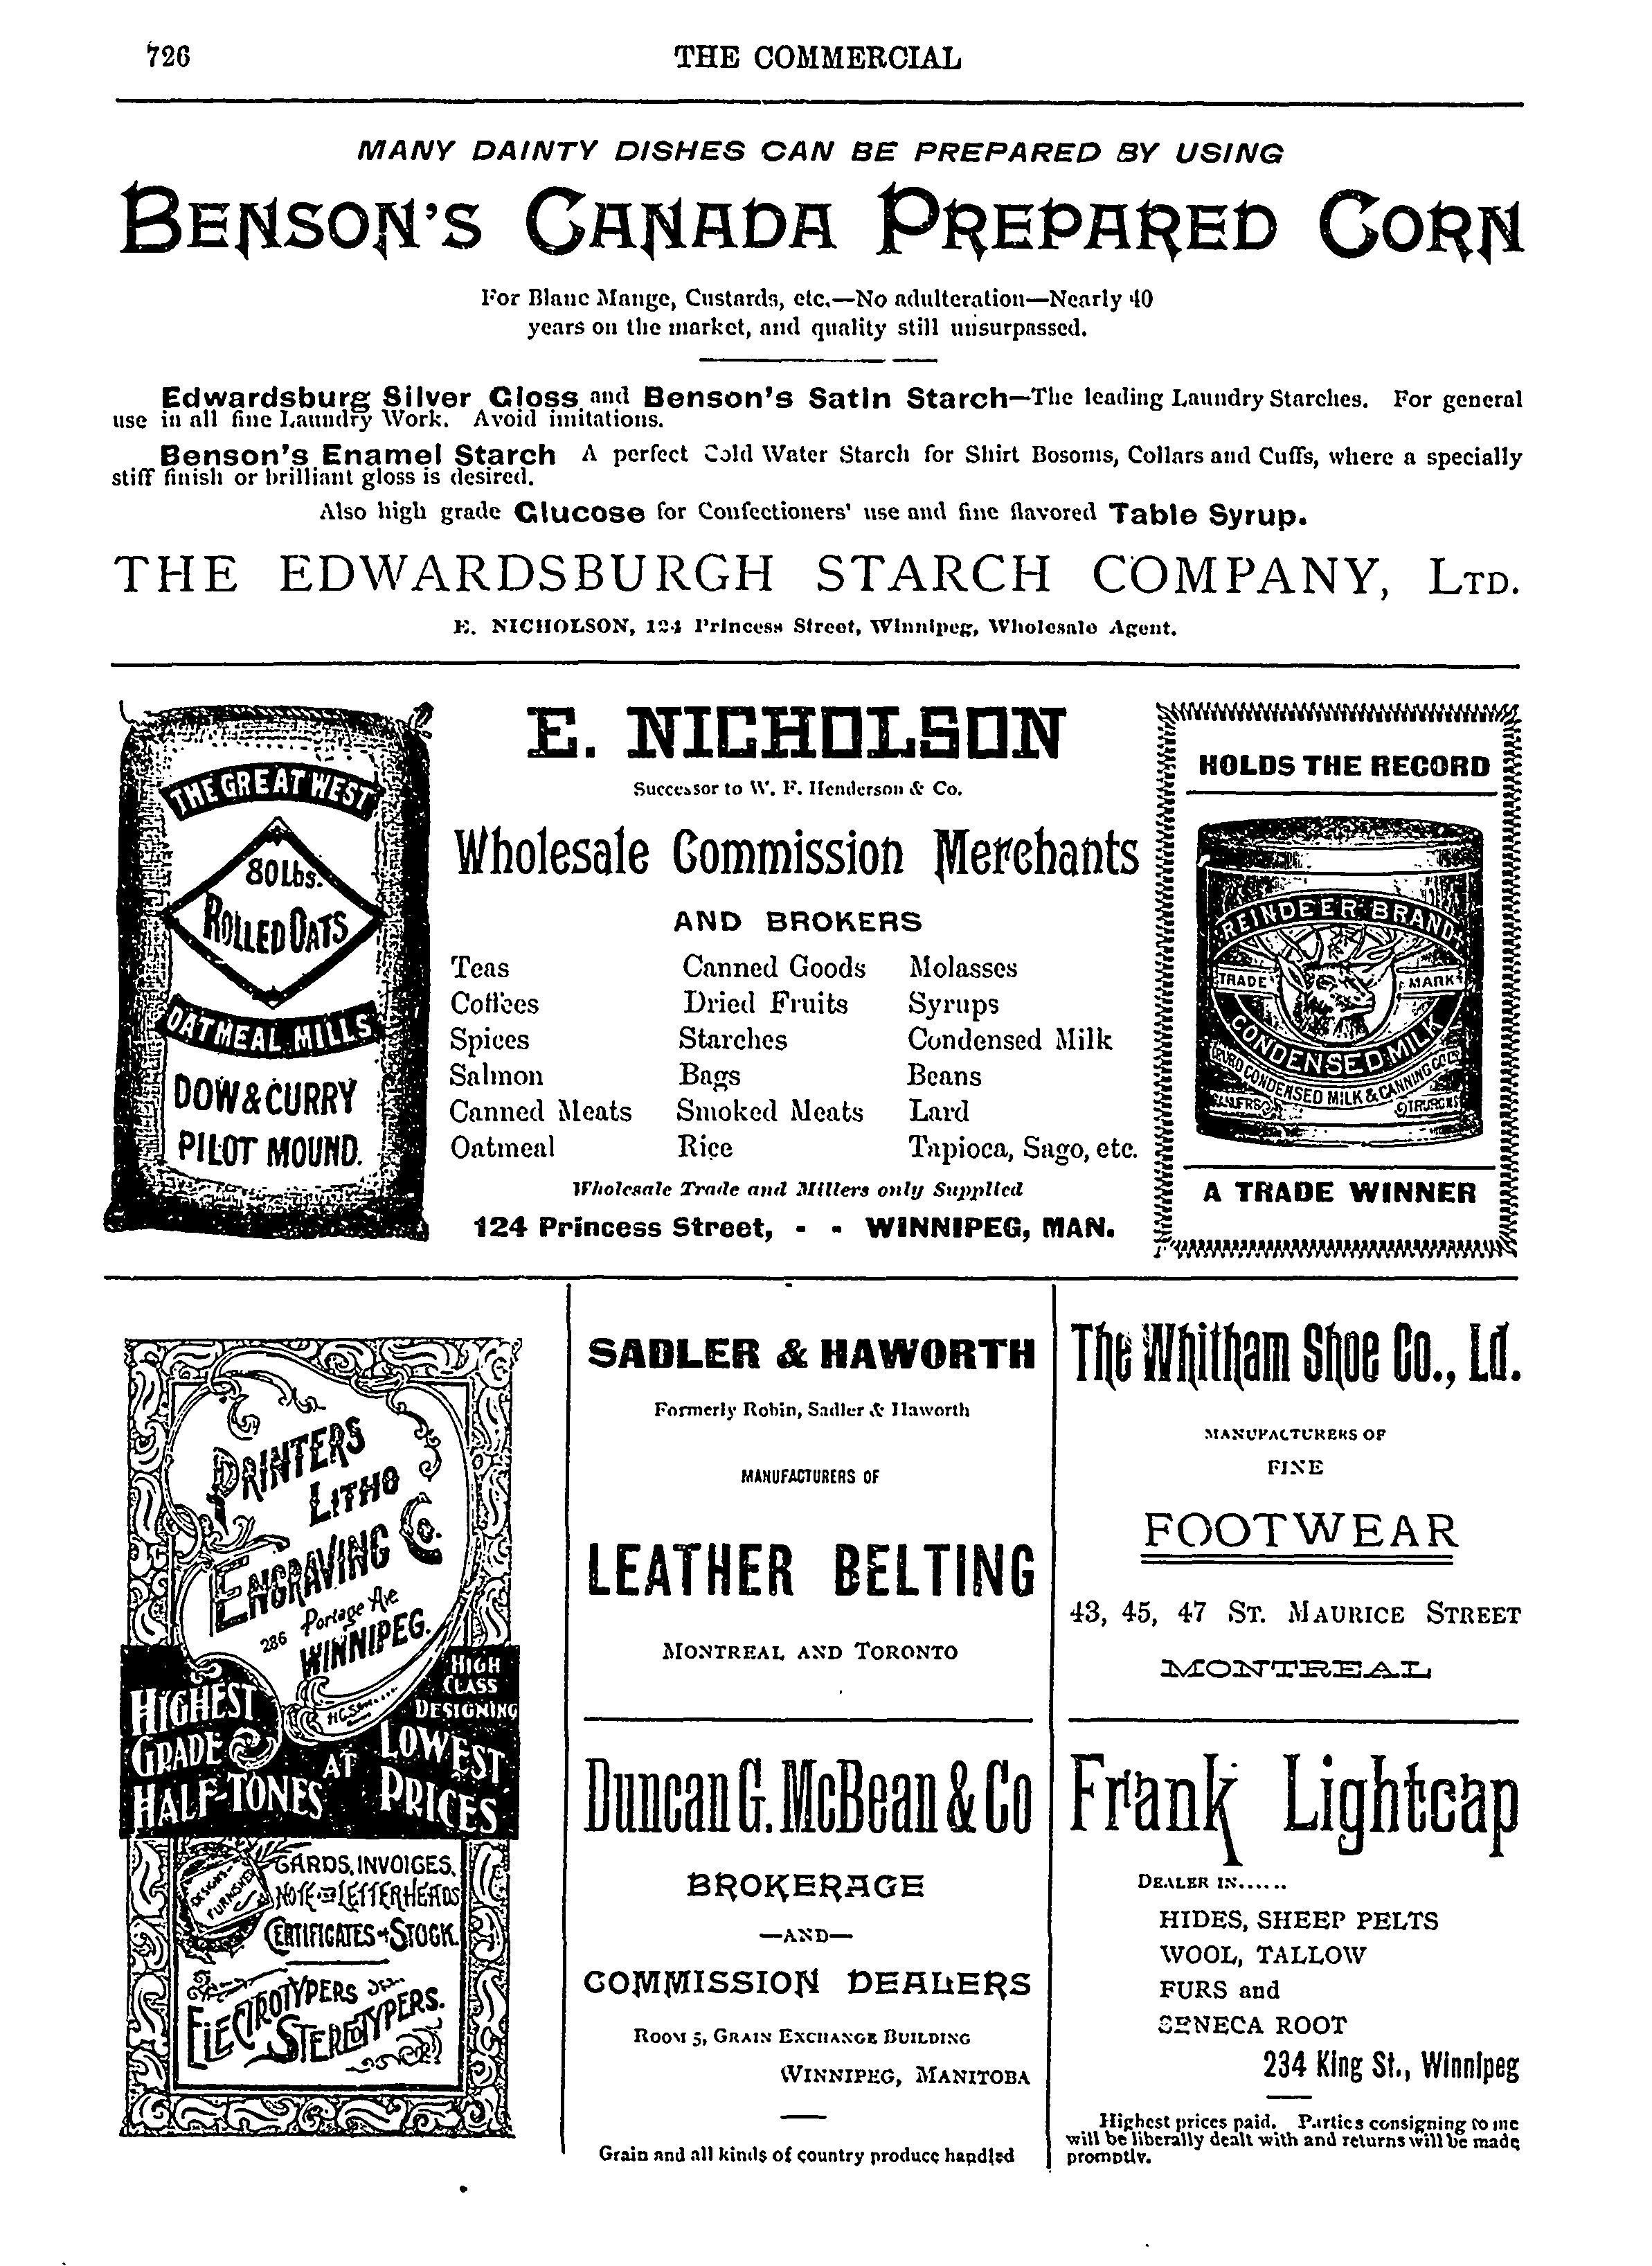 726
THE COMMERCIAL
MANY DAINTY DISHES CAN BE PREPARED BY USING
BENSON'S CANADA PREPARED CORN
For Blanc Mange, Custards, etc.—No adulteration—Nearly 40
years on the market, and quality still unsurpassed.
Edwardsburg Silver Gloss and Benson's Satin Starch—The leading Laundry Starches. For general
use in all fine Laundry Work. Avoid imitations.
Benson's Enamel Starch A perfect Cold Water Starch for Shirt Bosoms, Collars and Cuffs, where a specially
stiff finish or brilliant gloss is desired.
Also high grade Glucose for Confectioners' use and fine flavored Table Syrup.
THE EDWARDSBURGH STARCH COMPANY, LTD.
E. NICHOLSON, 124 Princess Street, Winnipeg, Wholesale Agent.
THE GREAT WEST
80 Lbs.
ROLLED OATS
OATMEAL MILLS
DOW & CURRY
PILOT MOUND.
E. NICHOLSON
Successor to W. F. Henderson & Co.
Wholesale Commission Merchants
AND BROKERS
Teas Canned Goods Molasses
Coffees Dried Fruits Syrups
Spices Starches Condensed Milk
Salmon Bags Beans
Canned Meats Smoked Meats Lard
Oatmeal Rice Tapioca, Sago, etc.
Wholesale Trade and Millers only Supplied
124 Princess Street, - - WINNIPEG, MAN.
HOLDS THE RECORD
REINDEER BRAND
TRADE MARK
CONDENSED MILK
TRURO CONDENSED MILK & CANNING CO LD
A TRADE WINNER
PRINTERS
LITHO
ENGRAVING Co.
286 Portage Ave
WINNIPEG.
HIGH
CLASS
DESIGNING
HIGHEST
GRADE
HALF-TONES
AT
LOWEST
PRICES
DESIGNS
FURNISHED
CARDS, INVOICES,
NOTE AND LETTERHEADS
CERTIFICATES OF STOCK.
ELECTROTYPERS AND
STEREOTYPERS.
SADLER & HAWORTH
Formerly Robin, Sadler & Haworth
MANUFACTURERS OF
LEATHER BELTING
MONTREAL AND TORONTO
The Whitham Shoe Co., Ld.
MANUFACTURERS OF
FINE
FOOTWEAR
43, 45, 47 ST. MAURICE STREET
MONTREAL
Duncan G. McBean & Co
BROKERAGE
—AND—
COMMISSION DEALERS
ROOM 5, GRAIN EXCHANGE BUILDING
WINNIPEG, MANITOBA
Grain and all kinds of country produce handled
Frank Lightcap
DEALER IN......
HIDES, SHEEP PELTS
WOOL, TALLOW
FURS and
SENECA ROOT
234 King St., Winnipeg
Highest prices paid. Parties consigning to me
will be liberally dealt with and returns will be made
promptly.